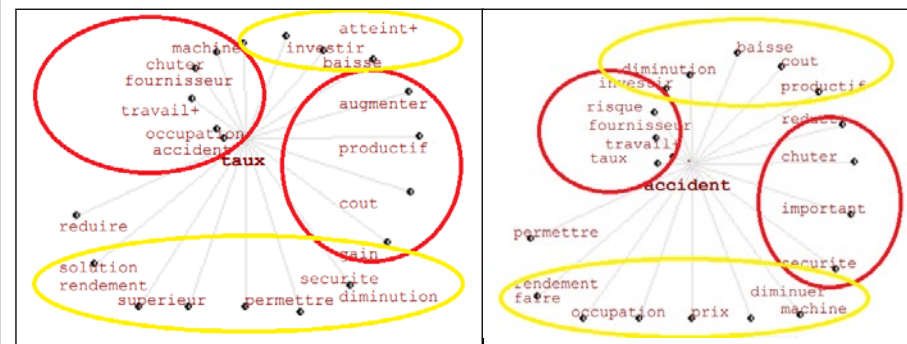 atteint+
machine
investir
chuter
baisse
fournisseur
augmenter
travail+
occupation
productif
accident
taux
cout
reduire
gain
solution
securite
rendement
diminution
superieur
permettre
baisse
cout
diminution
investir
productif
risque
reducti
fournisseur
travail+
chuter
taux
accident
important
permettre
securite
rendement
diminuer
faire
occupation
prix
machine